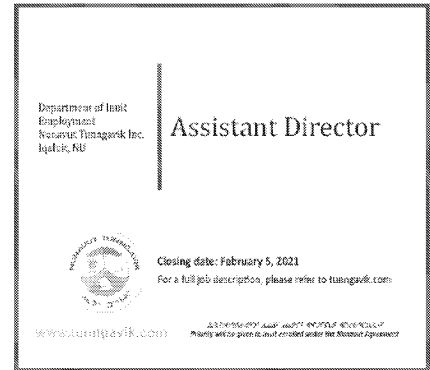 Department of Inuit
Employment
Nunavut Tunngavik Inc.
Iqaluit, NU
Assistant Director
Closing date: February 5, 2021
For a full job description, please refer to tunngavik.com
NUNAVUT TUNNGAVIK
www.tunngavik.com
Priority will be given to Inuit enrolled under the Nunavut Agreement